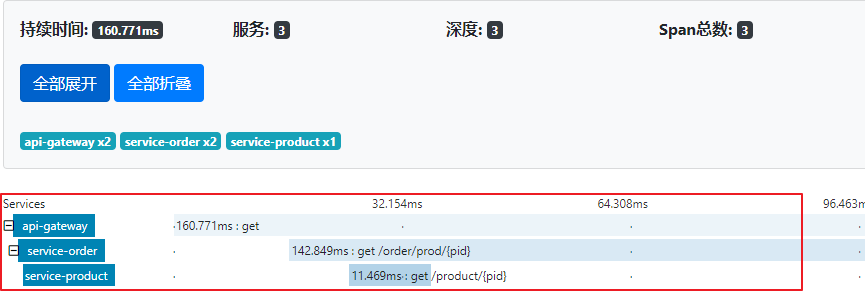 持续时间: 160.771ms 服务: 3 深度: 3 Span总数: 3
全部展开 全部折叠
api-gateway x2 service-order x2 service-product x1
Services 32.154ms 64.308ms 96.463m
api-gateway 160.771ms : get
service-order 142.849ms : get /order/prod/{pid}
service-product 11.469ms : get /product/{pid}